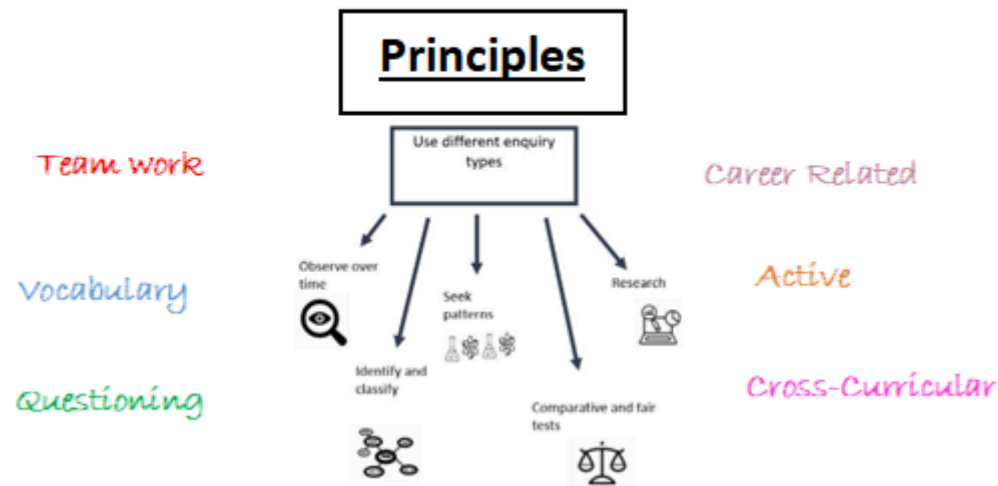 Principles
Use different enquiry
types
Team work
Career Related
Observe over
time
Vocabulary
Seek
patterns
Research
Active
Identify and
classify
Questioning
Comparative and fair
tests
Cross-Curricular